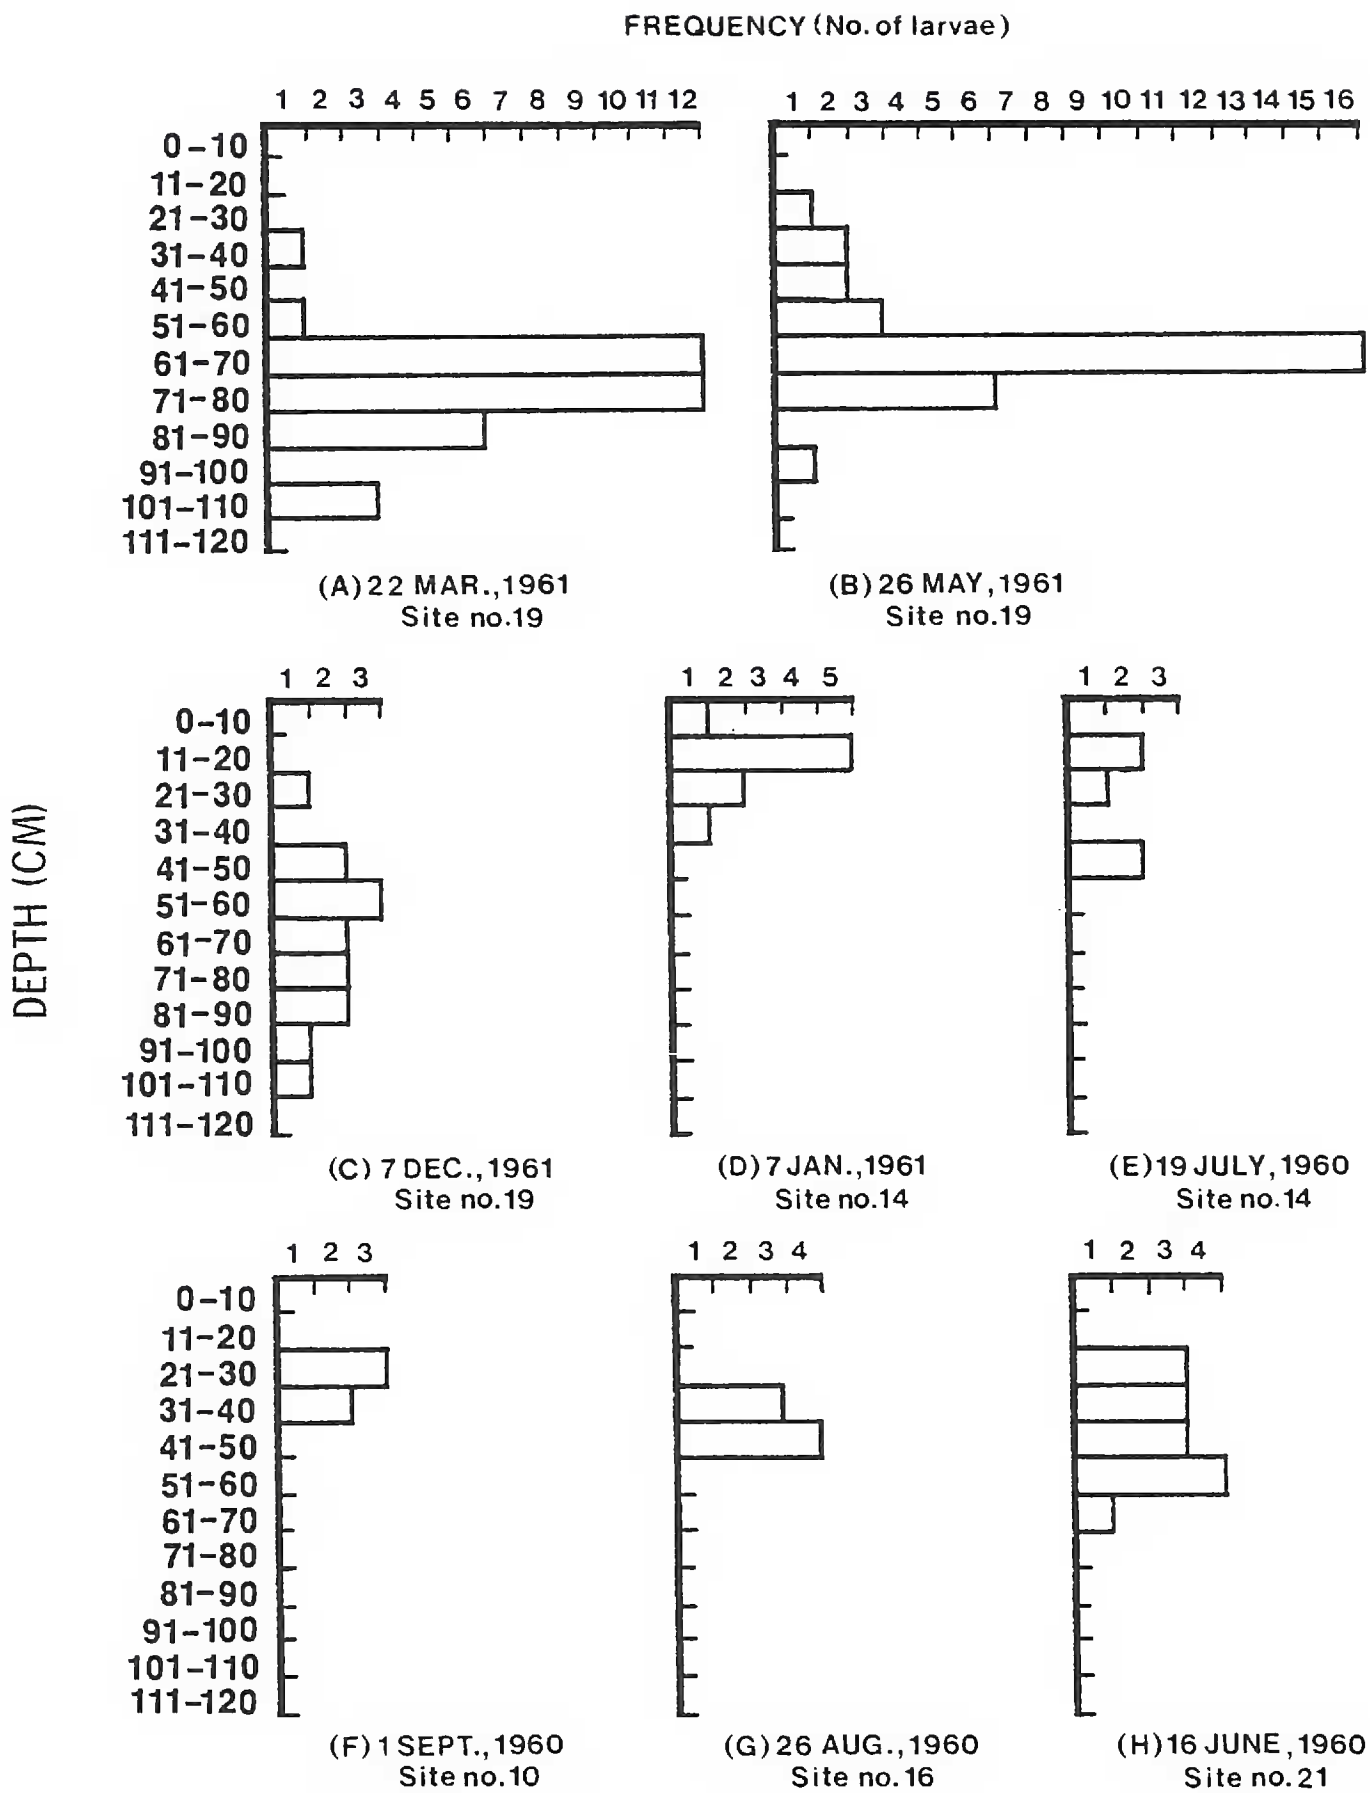 FREQUENCY (No. of larvae)
1 2 3 4 5 6 7 8 9 10 11 12
1 2 3 4 5 6 7 8 9 10 11 12 13 14 15 16
0-10
11-20
21-30
31-40
41-50
51-60
61-70
71-80
81-90
91-100
101-110
111-120
(A) 22 MAR., 1961
Site no. 19
(B) 26 MAY, 1961
Site no. 19
DEPTH (CM)
1 2 3
1 2 3 4 5
1 2 3
0-10
11-20
21-30
31-40
41-50
51-60
61-70
71-80
81-90
91-100
101-110
111-120
(C) 7 DEC., 1961
Site no. 19
(D) 7 JAN., 1961
Site no. 14
(E) 19 JULY, 1960
Site no. 14
1 2 3
1 2 3 4
1 2 3 4
0-10
11-20
21-30
31-40
41-50
51-60
61-70
71-80
81-90
91-100
101-110
111-120
(F) 1 SEPT., 1960
Site no. 10
(G) 26 AUG., 1960
Site no. 16
(H) 16 JUNE, 1960
Site no. 21